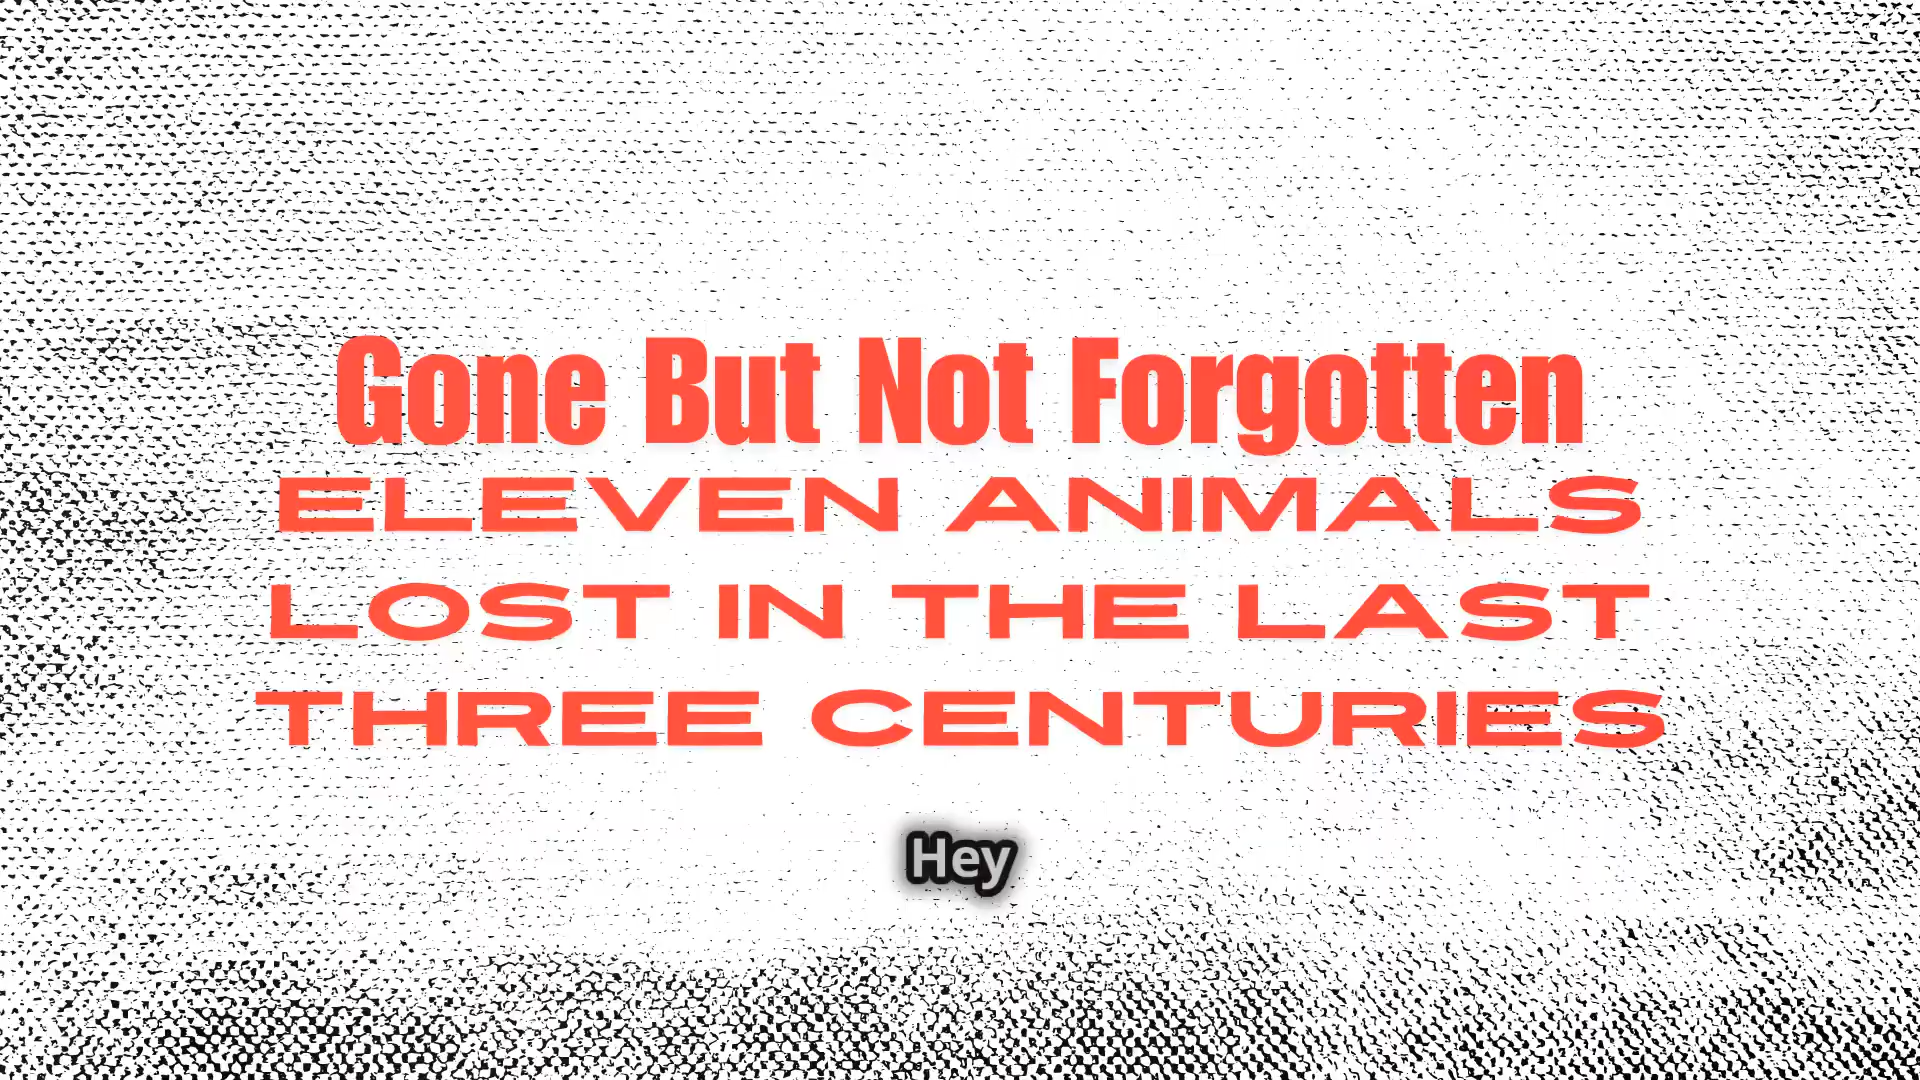 Gone But Not Forgotten
ELEVEN ANIMALS
LOST IN THE LAST
THREE CENTURIES
Hey